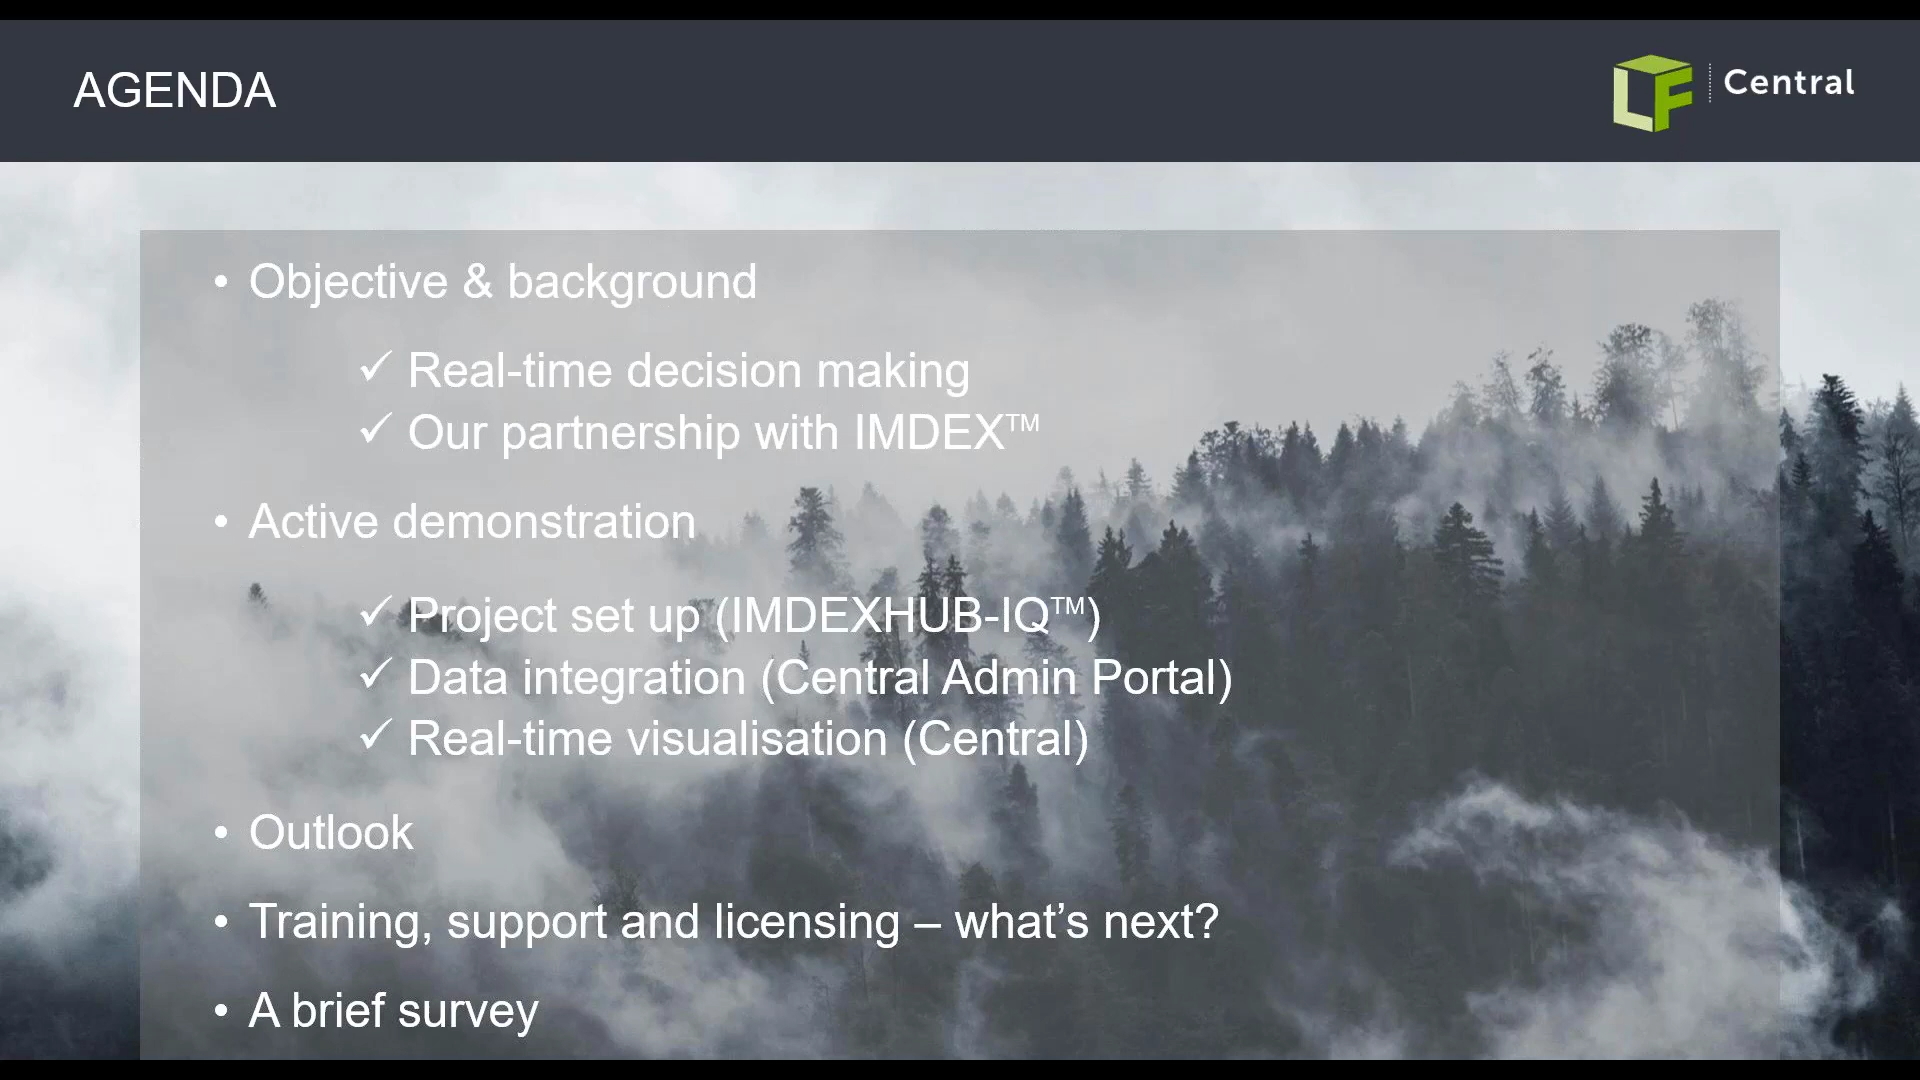 AGENDA
LF Central
• Objective & background
✓ Real-time decision making
✓ Our partnership with IMDEX™
• Active demonstration
✓ Project set up (IMDEXHUB-IQ™)
✓ Data integration (Central Admin Portal)
✓ Real-time visualisation (Central)
• Outlook
• Training, support and licensing – what’s next?
• A brief survey